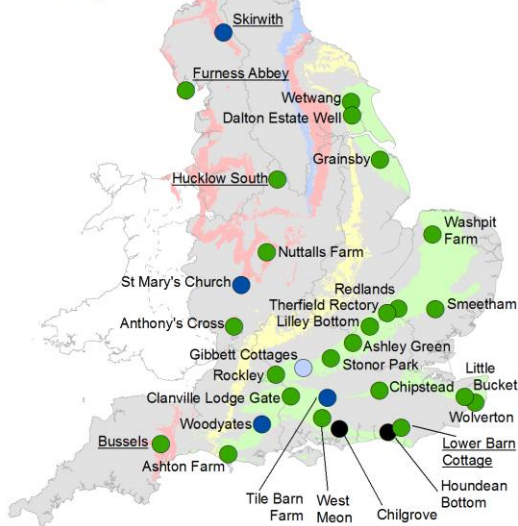 Skirwith
Furness Abbey
Wetwang
Dalton Estate Well
Grainsby
Hucklow South
Washpit
Farm
Nuttalls Farm
St Mary's Church
Redlands
Therfield Rectory
Smeetham
Anthony's Cross
Lilley Bottom
Ashley Green
Gibbett Cottages
Stonor Park
Little
Bucket
Rockley
Chipstead
Clanville Lodge Gate
Wolverton
Woodyates
Bussels
Lower Barn
Cottage
Ashton Farm
Tile Barn
Farm
West
Meon
Chilgrove
Houndean
Bottom